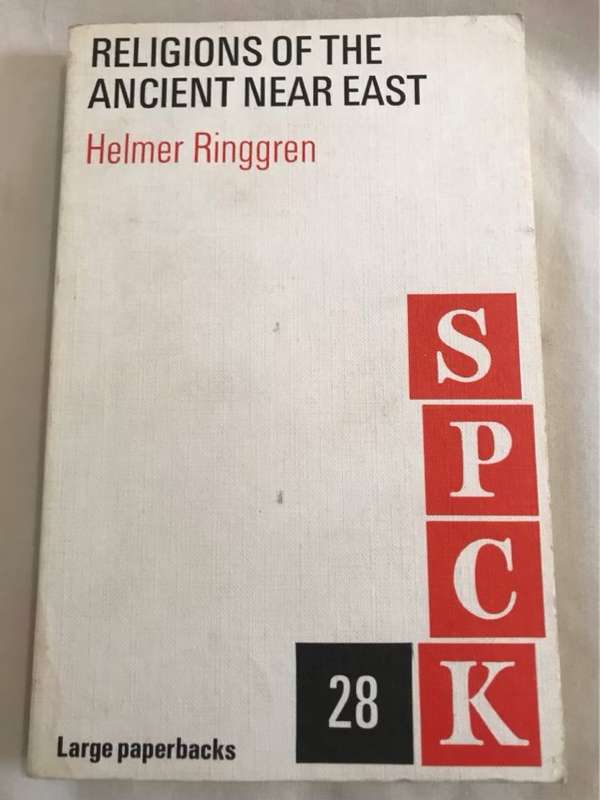 RELIGIONS OF THE
ANCIENT NEAR EAST
Helmer Ringgren
S
P
C
K
28
Large paperbacks